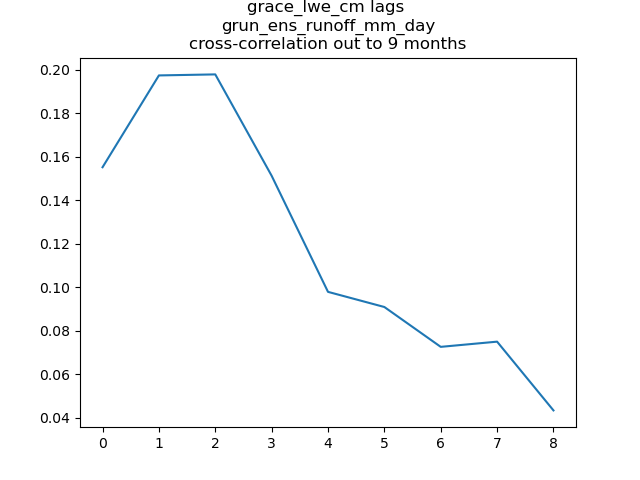 grace_lwe_cm lags
grun_ens_runoff_mm_day
cross-correlation out to 9 months
0.20
0.18
0.16
0.14
0.12
0.10
0.08
0.06
0.04
0 1 2 3 4 5 6 7 8